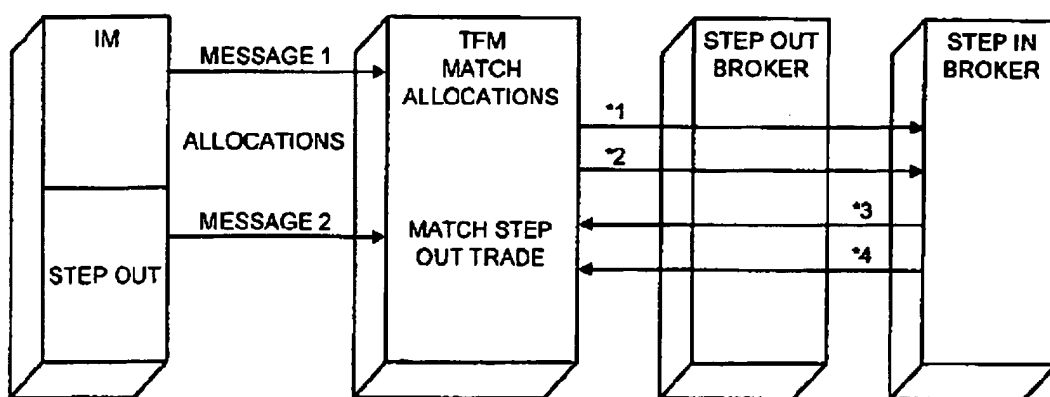 IM
MESSAGE 1
ALLOCATIONS
MESSAGE 2
STEP OUT
TFM
MATCH
ALLOCATIONS
MATCH STEP
OUT TRADE
STEP OUT
BROKER
STEP IN
BROKER
*1
*2
*3
*4